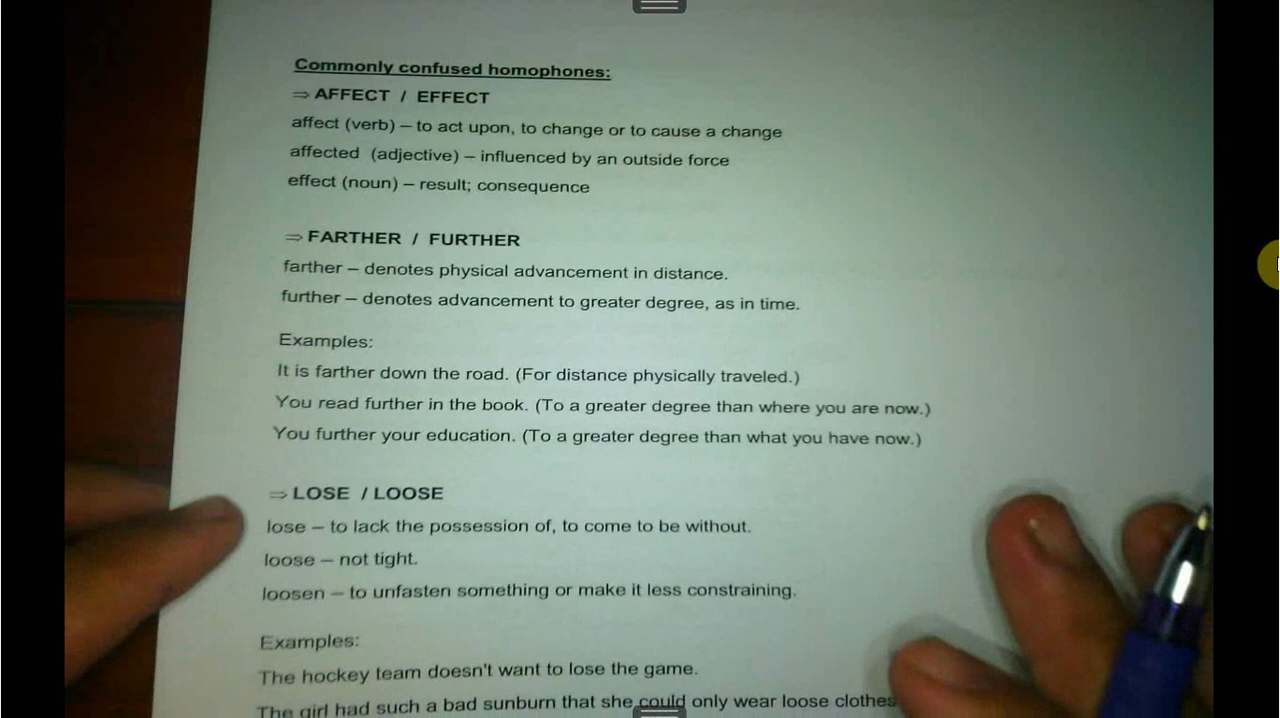 Commonly confused homophones:
⇒ AFFECT / EFFECT
affect (verb) – to act upon, to change or to cause a change
affected (adjective) – influenced by an outside force
effect (noun) – result; consequence
⇒ FARTHER / FURTHER
farther – denotes physical advancement in distance.
further – denotes advancement to greater degree, as in time.
Examples:
It is farther down the road. (For distance physically traveled.)
You read further in the book. (To a greater degree than where you are now.)
You further your education. (To a greater degree than what you have now.)
⇒ LOSE / LOOSE
lose – to lack the possession of, to come to be without.
loose – not tight.
loosen – to unfasten something or make it less constraining.
Examples:
The hockey team doesn't want to lose the game.
The girl had such a bad sunburn that she could only wear loose clothes